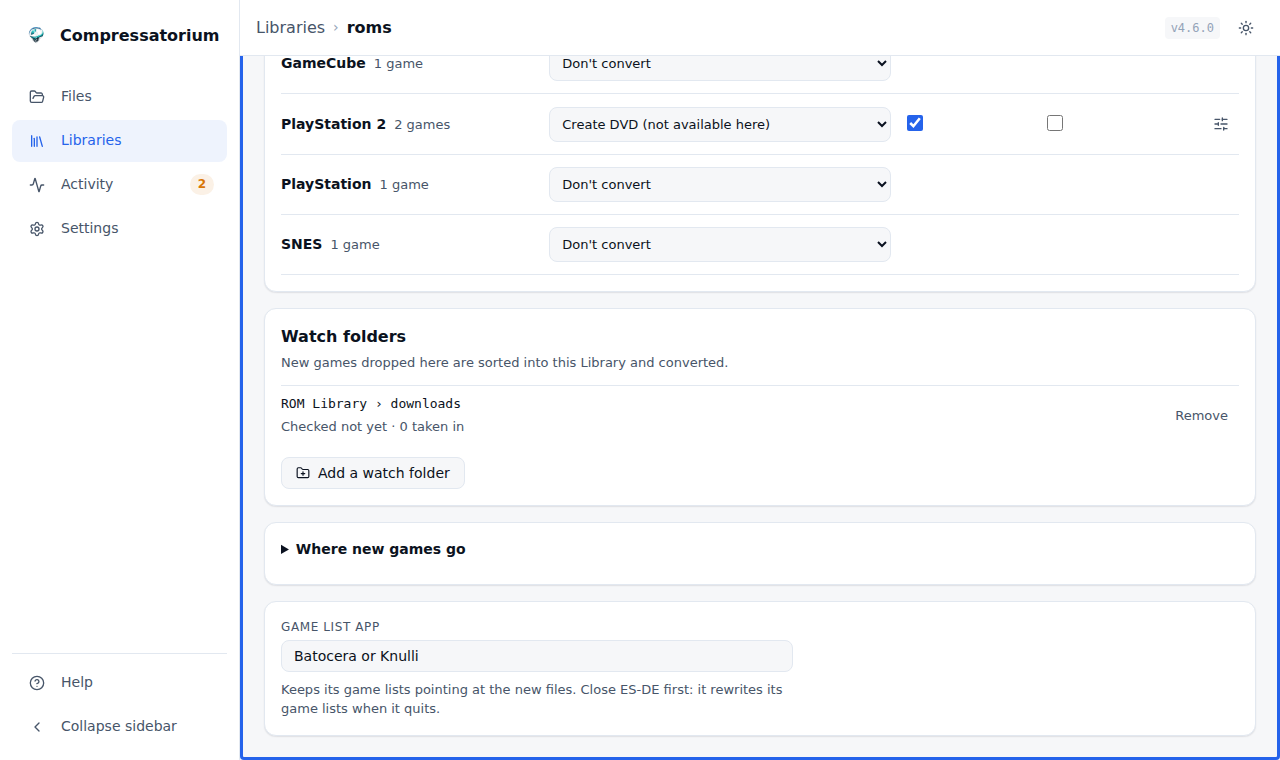 Compressatorium
Libraries › roms
v4.6.0
Files
Libraries
Activity 2
Settings
Help
Collapse sidebar
GameCube 1 game Don't convert
PlayStation 2 2 games Create DVD (not available here)
PlayStation 1 game Don't convert
SNES 1 game Don't convert
Watch folders
New games dropped here are sorted into this Library and converted.
ROM Library › downloads
Checked not yet · 0 taken in
Remove
Add a watch folder
Where new games go
GAME LIST APP
Batocera or Knulli
Keeps its game lists pointing at the new files. Close ES-DE first: it rewrites its
game lists when it quits.